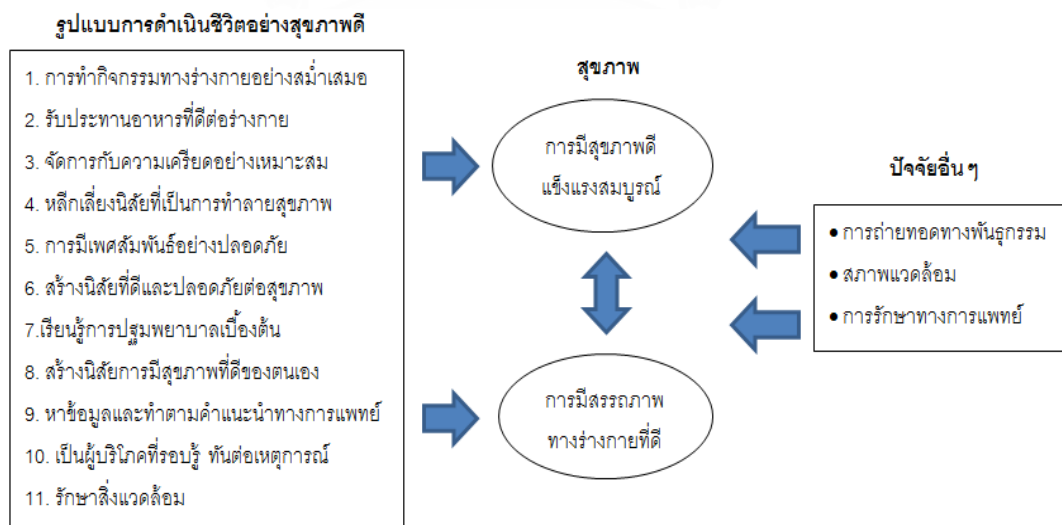 รูปแบบการดำเนินชีวิตอย่างสุขภาพดี
1. การทำกิจกรรมทางร่างกายอย่างสม่ำเสมอ
2. รับประทานอาหารที่ดีต่อร่างกาย
3. จัดการกับความเครียดอย่างเหมาะสม
4. หลีกเลี่ยงนิสัยที่เป็นการทำลายสุขภาพ
5. การมีเพศสัมพันธ์อย่างปลอดภัย
6. สร้างนิสัยที่ดีและปลอดภัยต่อสุขภาพ
7.เรียนรู้การปฐมพยาบาลเบื้องต้น
8. สร้างนิสัยการมีสุขภาพที่ดีของตนเอง
9. หาข้อมูลและทำตามคำแนะนำทางการแพทย์
10. เป็นผู้บริโภคที่รอบรู้ ทันต่อเหตุการณ์
11. รักษาสิ่งแวดล้อม
สุขภาพ
การมีสุขภาพดี
แข็งแรงสมบูรณ์
การมีสรรถภาพ
ทางร่างกายที่ดี
ปัจจัยอื่น ๆ
• การถ่ายทอดทางพันธุกรรม
• สภาพแวดล้อม
• การรักษาทางการแพทย์